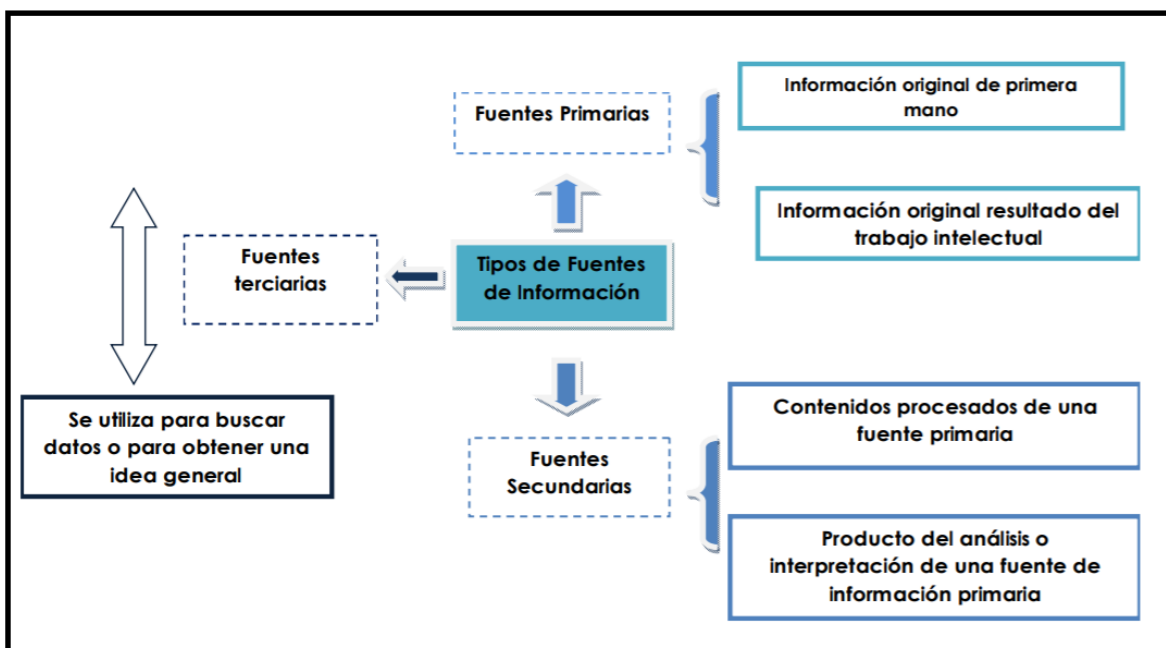 Fuentes Primarias
Información original de primera
mano
Información original resultado del
trabajo intelectual
Fuentes
terciarias
Tipos de Fuentes
de Información
Se utiliza para buscar
datos o para obtener una
idea general
Fuentes
Secundarias
Contenidos procesados de una
fuente primaria
Producto del análisis o
interpretación de una fuente de
información primaria